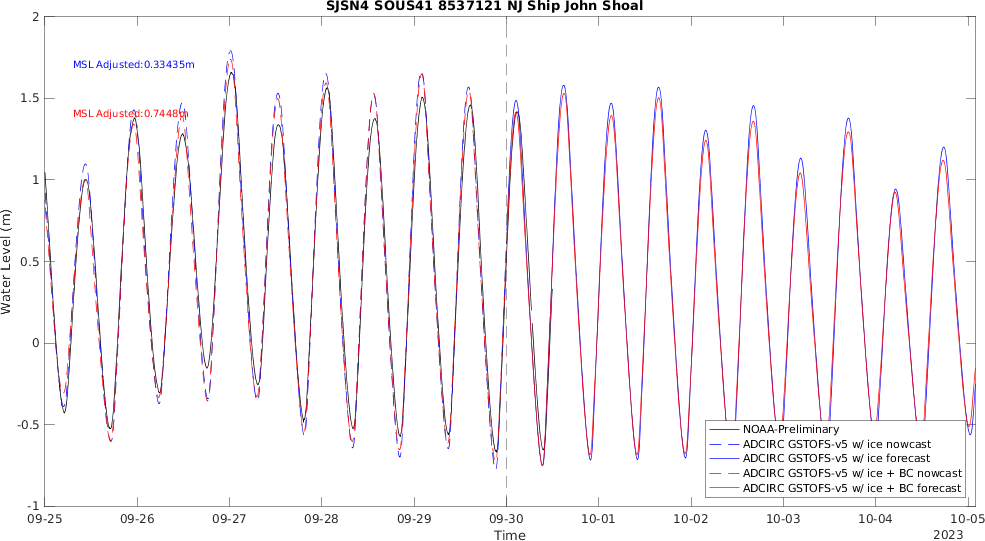 SJSN4 SOUS41 8537121 NJ Ship John Shoal
2
1.5
1
0.5
0
-0.5
-1
Water Level (m)
MSL Adjusted:0.33435m
MSL Adjusted:0.7448m
NOAA-Preliminary
ADCIRC GSTOFS-v5 w/ ice nowcast
ADCIRC GSTOFS-v5 w/ ice forecast
ADCIRC GSTOFS-v5 w/ ice + BC nowcast
ADCIRC GSTOFS-v5 w/ ice + BC forecast
09-25 09-26 09-27 09-28 09-29 09-30 10-01 10-02 10-03 10-04 10-05
Time
2023